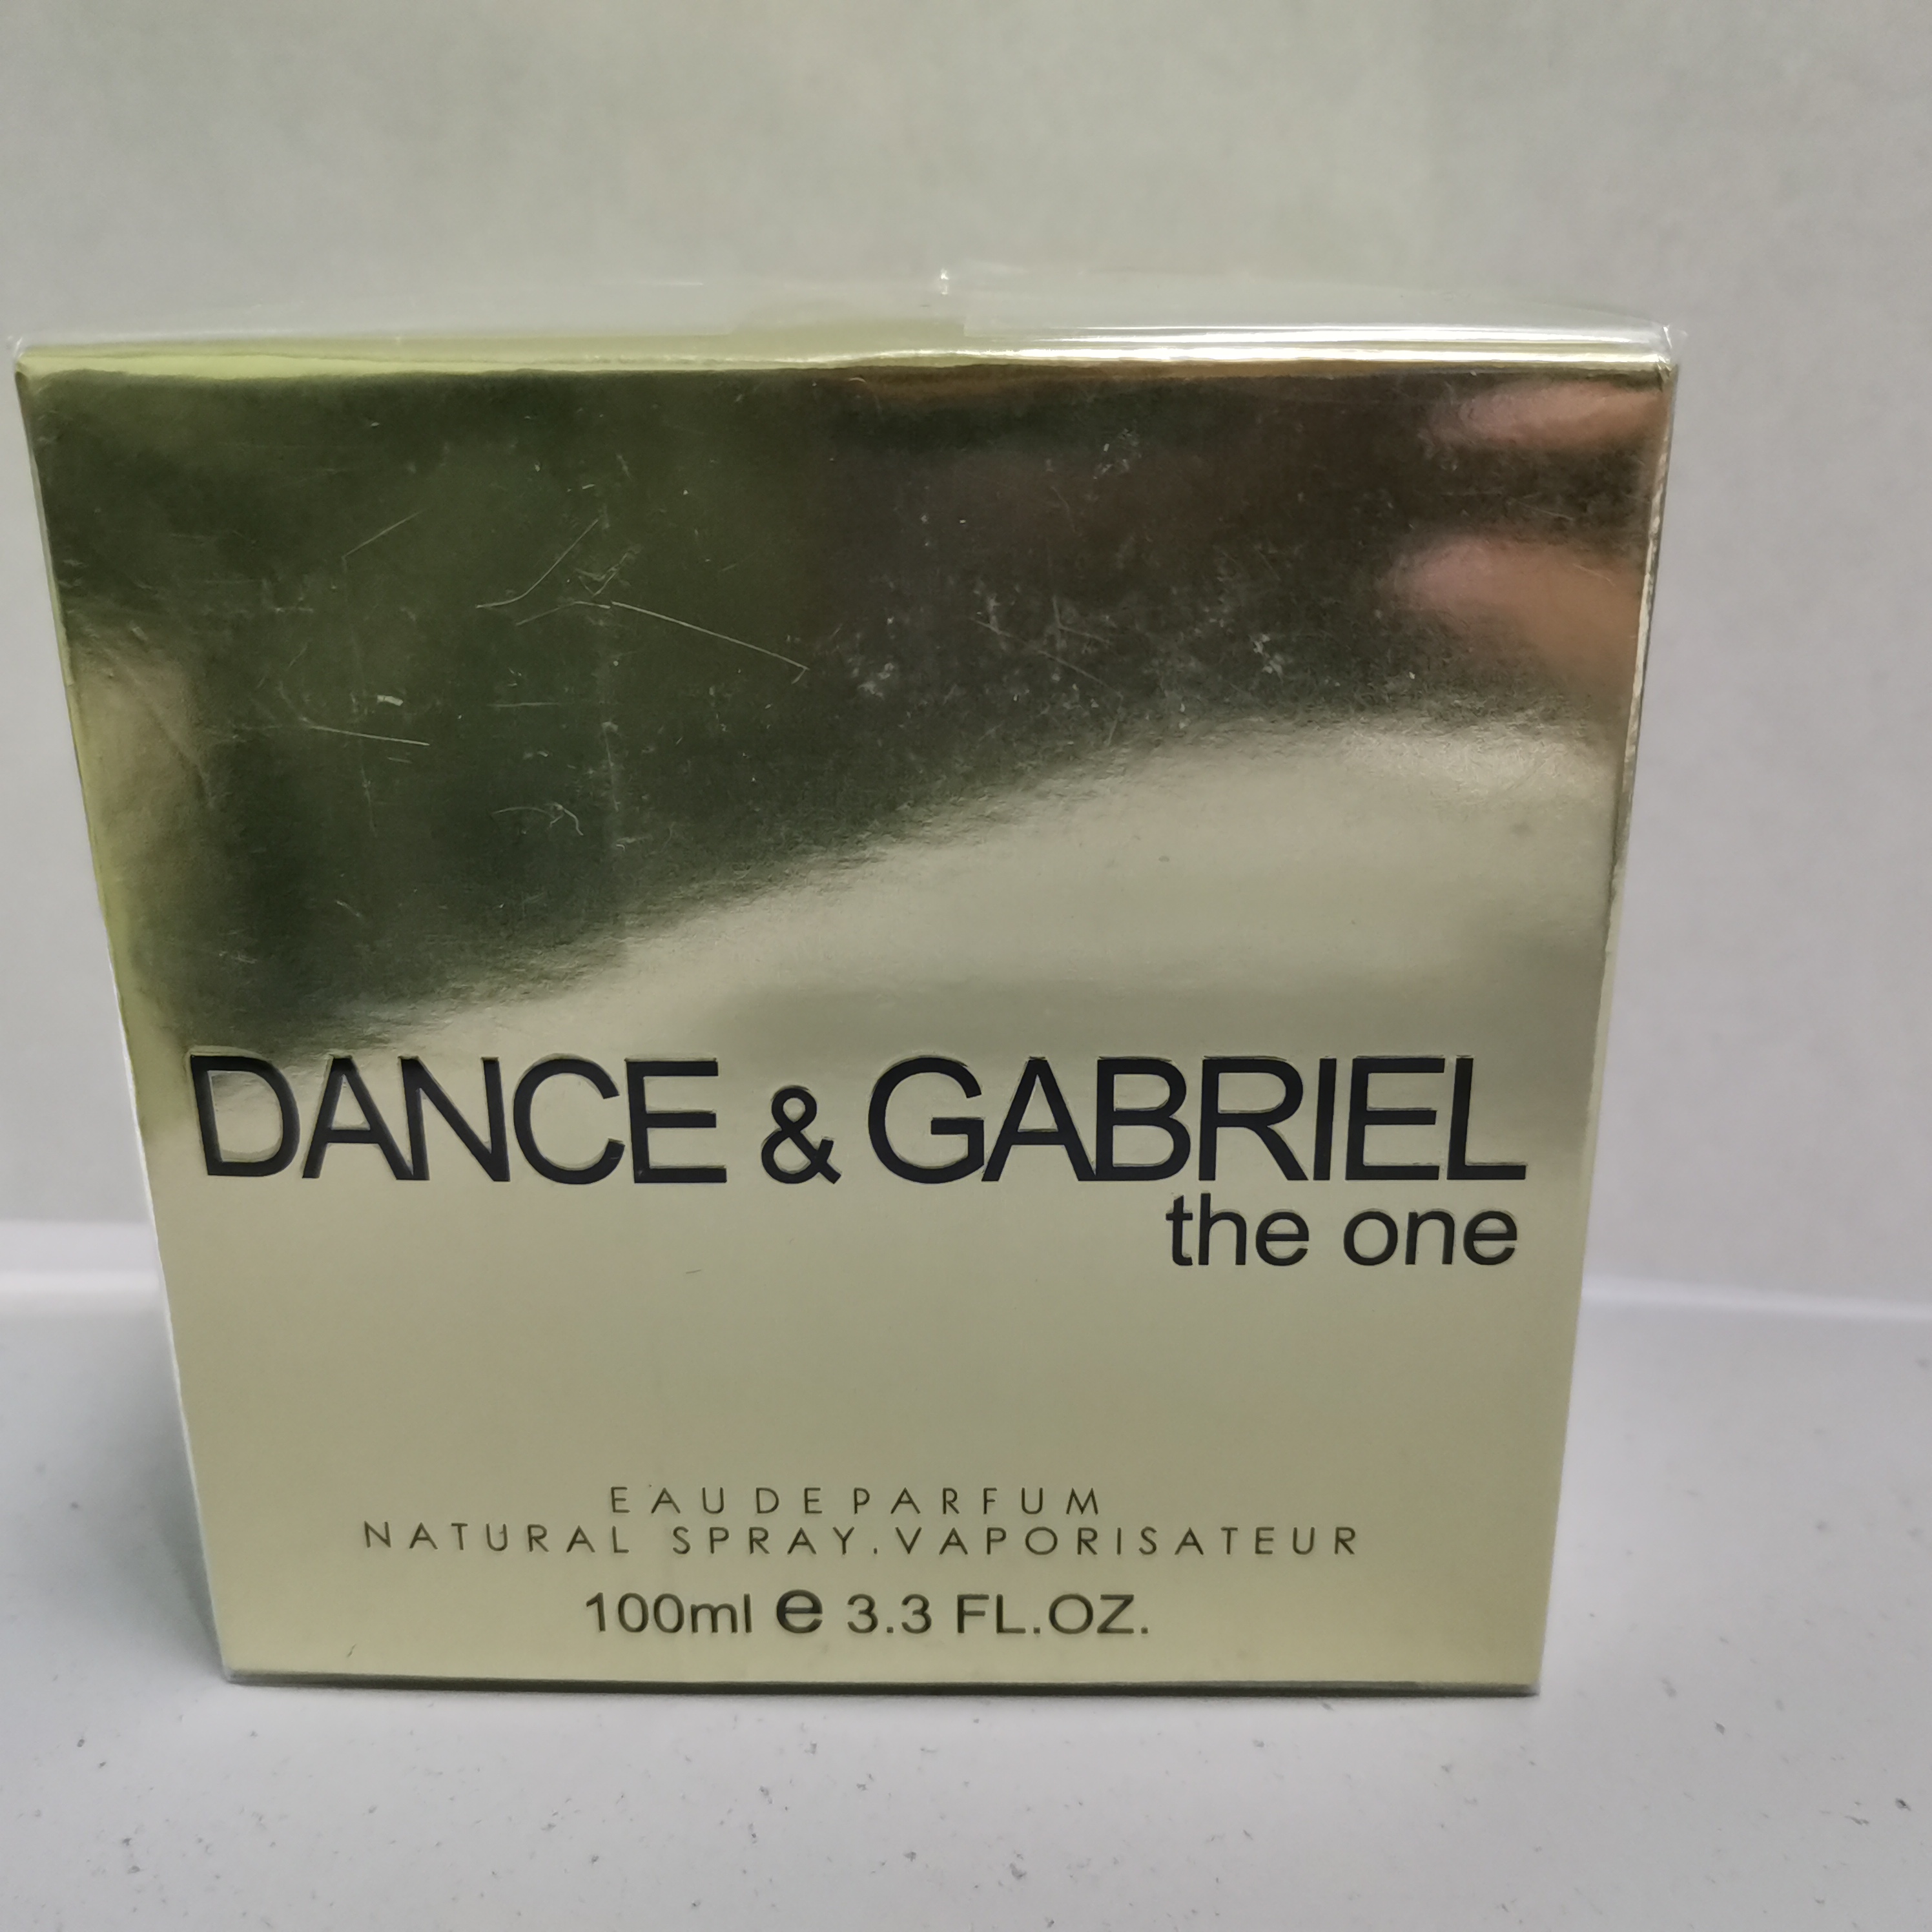 DANCE & GABRIEL
the one
EAU DE PARFUM
NATURAL SPRAY.VAPORISATEUR
100ml e 3.3 FL.OZ.